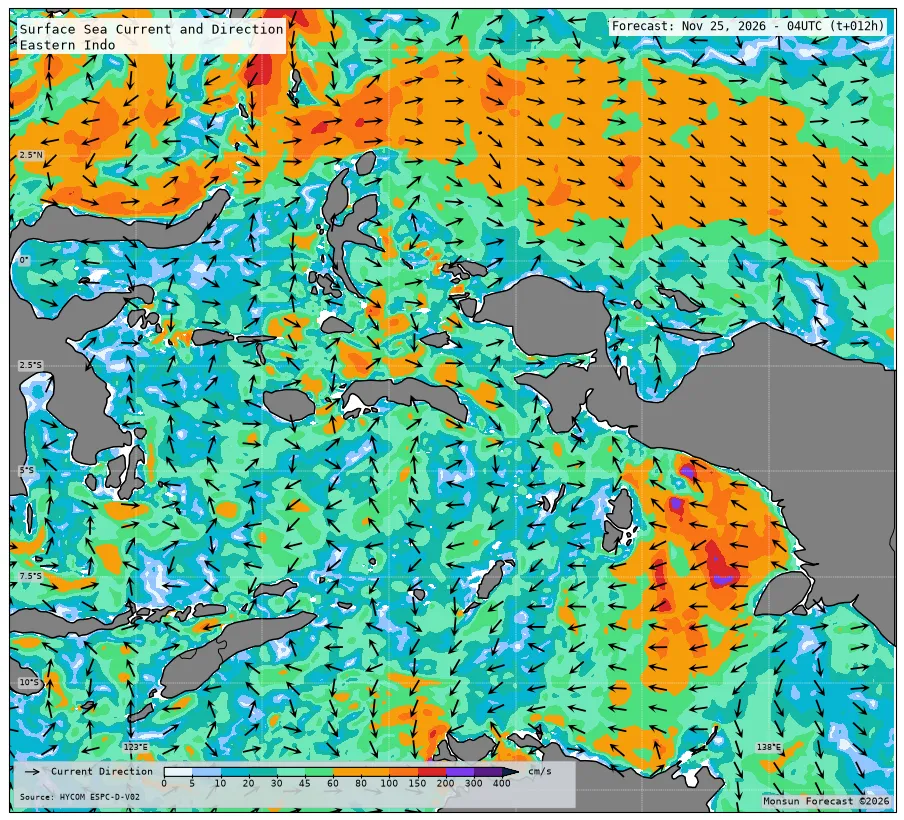 Surface Sea Current and Direction
Eastern Indo
Forecast: Nov 25, 2026 - 04UTC (t+012h)
2.5°N
0°
2.5°S
5°S
7.5°S
10°S
123°E
138°E
Current Direction
0 5 10 20 30 45 60 80 100 150 200 300 400
cm/s
Source: HYCOM ESPC-D-V02
Monsun Forecast ©2026